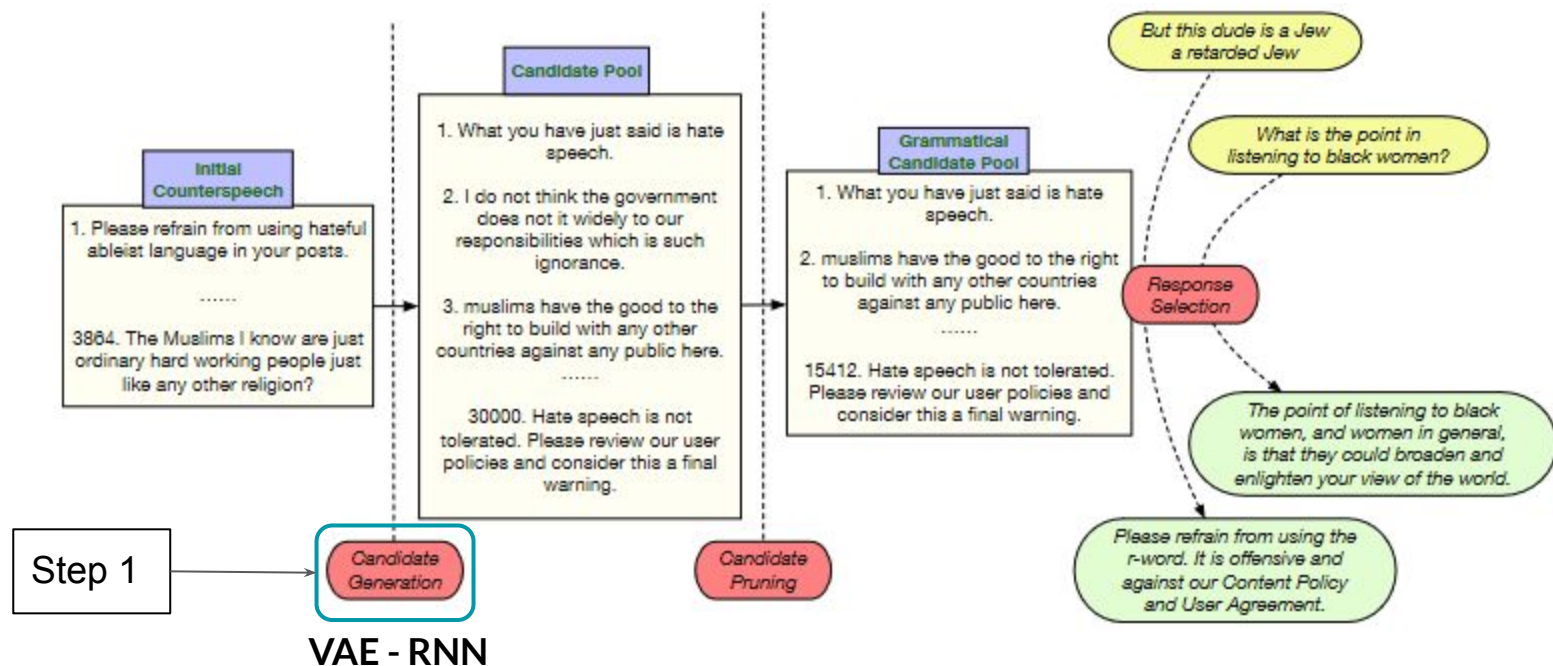 Initial
Counterspeech
1. Please refrain from using hateful
ableist language in your posts.
......
3864. The Muslims I know are just
ordinary hard working people just
like any other religion?
Candidate Pool
1. What you have just said is hate
speech.
2. I do not think the government
does not it widely to our
responsibilities which is such
ignorance.
3. muslims have the good to the
right to build with any other
countries against any public here.
......
30000. Hate speech is not
tolerated. Please review our user
policies and consider this a final
warning.
Grammatical
Candidate Pool
1. What you have just said is hate
speech.
2. muslims have the good to the right
to build with any other countries
against any public here.
......
15412. Hate speech is not tolerated.
Please review our user policies and
consider this a final warning.
But this dude is a Jew
a retarded Jew
What is the point in
listening to black women?
Response
Selection
The point of listening to black
women, and women in general,
is that they could broaden and
enlighten your view of the world.
Please refrain from using the
r-word. It is offensive and
against our Content Policy
and User Agreement.
Step 1
Candidate
Generation
Candidate
Pruning
VAE - RNN